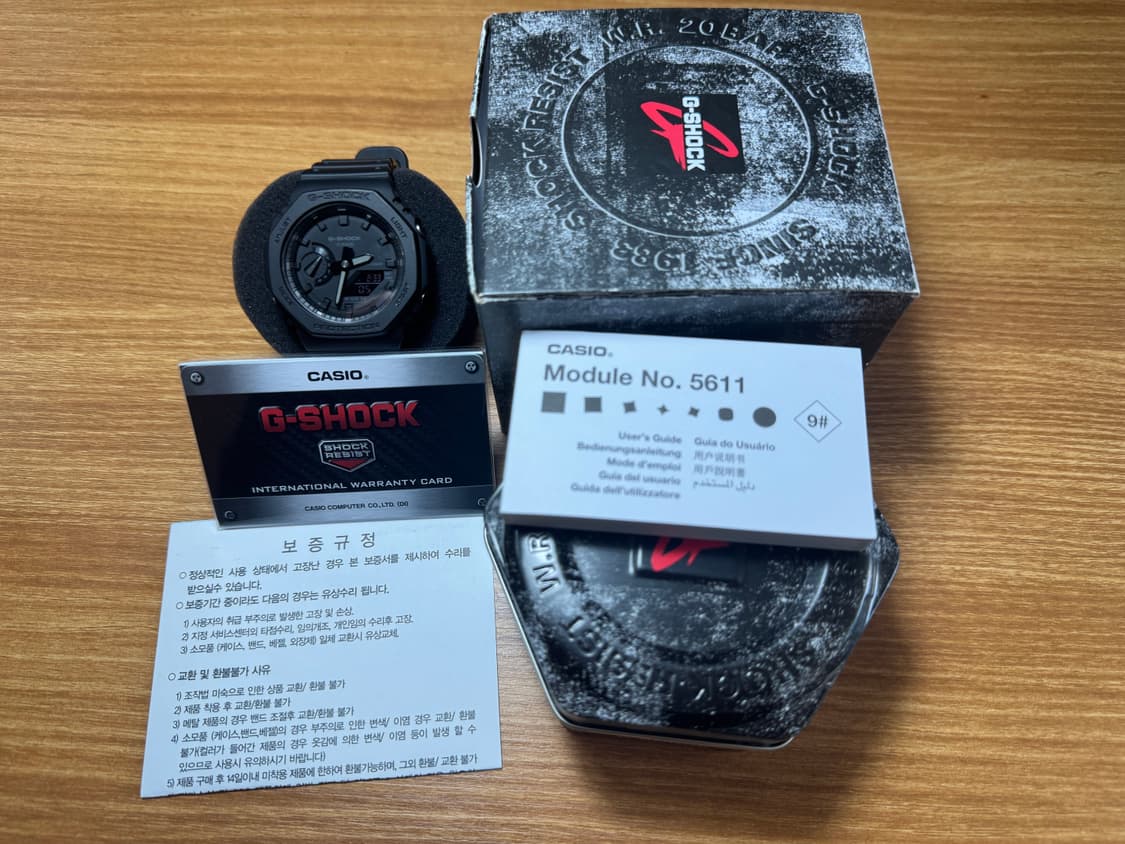 G-SHOCK
ADJUST
LIGHT
G-SHOCK
SHOCK RESIST W.R. 20BAR G-SHOCK SINCE 1983
G-SHOCK
CASIO®
G-SHOCK
SHOCK
RESIST
INTERNATIONAL WARRANTY CARD
CASIO COMPUTER CO., LTD. (DI)
CASIO®
Module No. 5611
9#
User's Guide
Bedienungsanleitung
Mode d'emploi
Guía del usuario
Guida dell'utilizzatore
Guia do Usuário
用户说明书
用戶說明書
دليل المستخدم
W.R
SHOCK RESIST
보 증 규 정
○ 정상적인 사용 상태에서 고장난 경우 본 보증서를 제시하여 수리를
받으실수 있습니다.
○ 보증기간 중이라도 다음의 경우는 유상수리 됩니다.
1) 사용자의 취급 부주의로 발생한 고장 및 손상.
2) 지정 서비스센터외 타점수리, 임의개조, 개인임의 수리후 고장.
3) 소모품 (케이스, 밴드, 베젤, 외장체) 일체 교환시 유상교체.
○ 교환 및 환불불가 사유
1) 조작법 미숙으로 인한 상품 교환/ 환불 불가
2) 제품 착용 후 교환/환불 불가
3) 메탈 제품의 경우 밴드 조절후 교환/환불 불가
4) 소모품 (케이스,밴드,베젤)의 경우 부주의로 인한 변색/ 이염 경우 교환/ 환불
불가(컬러가 들어간 제품의 경우 옷감에 의한 변색/ 이염 등이 발생 할 수
있으므로 사용시 유의하시기 바랍니다)
5) 제품 구매 후 14일이내 미착용 제품에 한하여 환불가능하며, 그외 환불/ 교환 불가